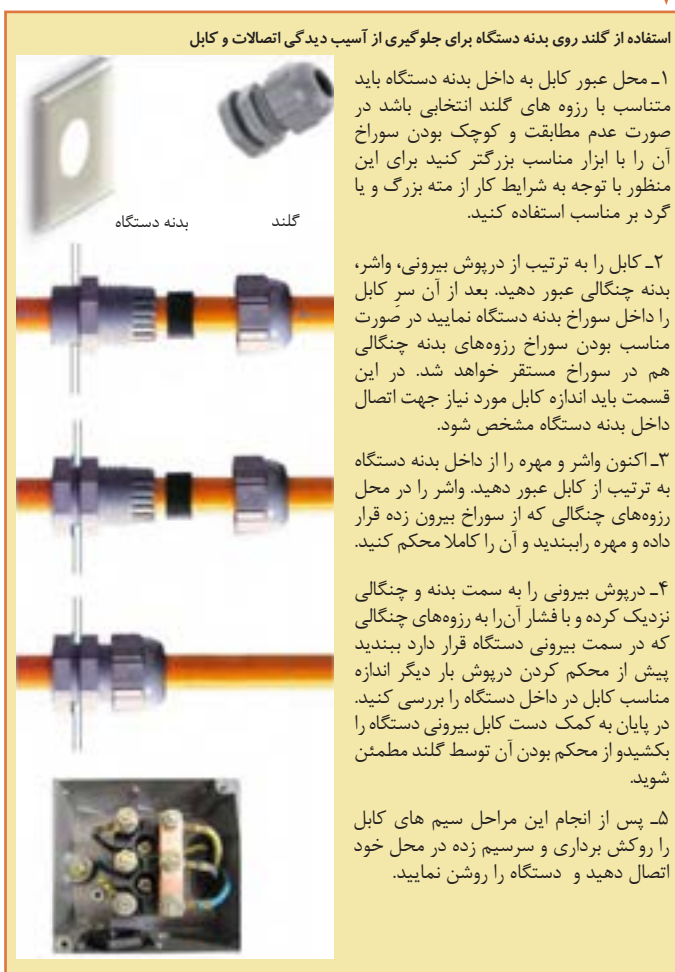 استفاده از گلند روی بدنه دستگاه برای جلوگیری از آسیب دیدگی اتصالات و کابل
۱ـ محل عبور کابل به داخل بدنه دستگاه باید
متناسب با رزوه های گلند انتخابی باشد در
صورت عدم مطابقت و کوچک بودن سوراخ
آن را با ابزار مناسب بزرگتر کنید برای این
منظور با توجه به شرایط کار از مته بزرگ و یا
گرد بر مناسب استفاده کنید.
گلند
بدنه دستگاه
۲ـ کابل را به ترتیب از درپوش بیرونی، واشر،
بدنه چنگالی عبور دهید. بعد از آن سرِ کابل
را داخل سوراخ بدنه دستگاه نمایید در صورت
مناسب بودن سوراخ رزوه‌های بدنه چنگالی
هم در سوراخ مستقر خواهد شد. در این
قسمت باید اندازه کابل مورد نیاز جهت اتصال
داخل بدنه دستگاه مشخص شود.
۳ـ اکنون واشر و مهره را از داخل بدنه دستگاه
به ترتیب از کابل عبور دهید. واشر را در محل
رزوه‌های چنگالی که از سوراخ بیرون زده قرار
داده و مهره راببندید و آن را کاملا محکم کنید.
۴ـ درپوش بیرونی را به سمت بدنه و چنگالی
نزدیک کرده و با فشار آن‌را به رزوه‌های چنگالی
که در سمت بیرونی دستگاه قرار دارد ببندید
پیش از محکم کردن درپوش بار دیگر اندازه
مناسب کابل در داخل دستگاه را بررسی کنید.
در پایان به کمک دست کابل بیرونی دستگاه را
بکشیدو از محکم بودن آن توسط گلند مطمئن
شوید.
۵ـ پس از انجام این مراحل سیم های کابل
را روکش برداری و سرسیم زده در محل خود
اتصال دهید و دستگاه را روشن نمایید.